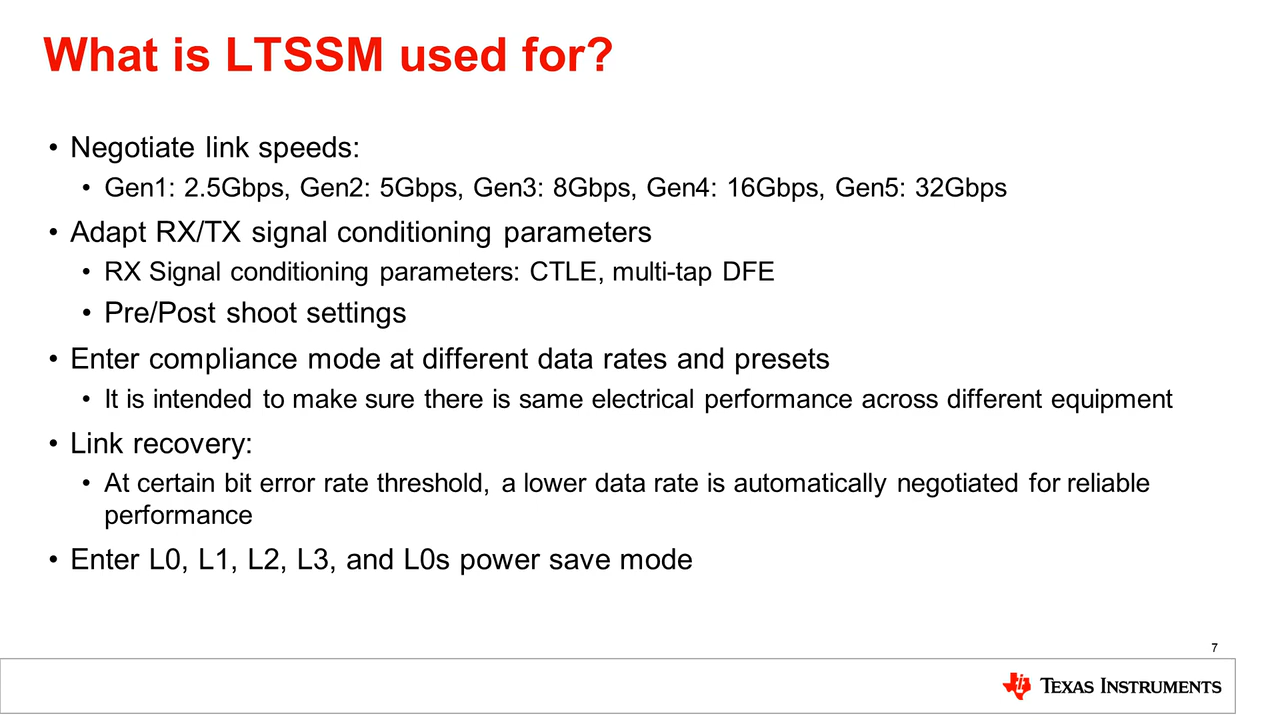 What is LTSSM used for?
• Negotiate link speeds:
• Gen1: 2.5Gbps, Gen2: 5Gbps, Gen3: 8Gbps, Gen4: 16Gbps, Gen5: 32Gbps
• Adapt RX/TX signal conditioning parameters
• RX Signal conditioning parameters: CTLE, multi-tap DFE
• Pre/Post shoot settings
• Enter compliance mode at different data rates and presets
• It is intended to make sure there is same electrical performance across different equipment
• Link recovery:
• At certain bit error rate threshold, a lower data rate is automatically negotiated for reliable
performance
• Enter L0, L1, L2, L3, and L0s power save mode
7
TEXAS INSTRUMENTS